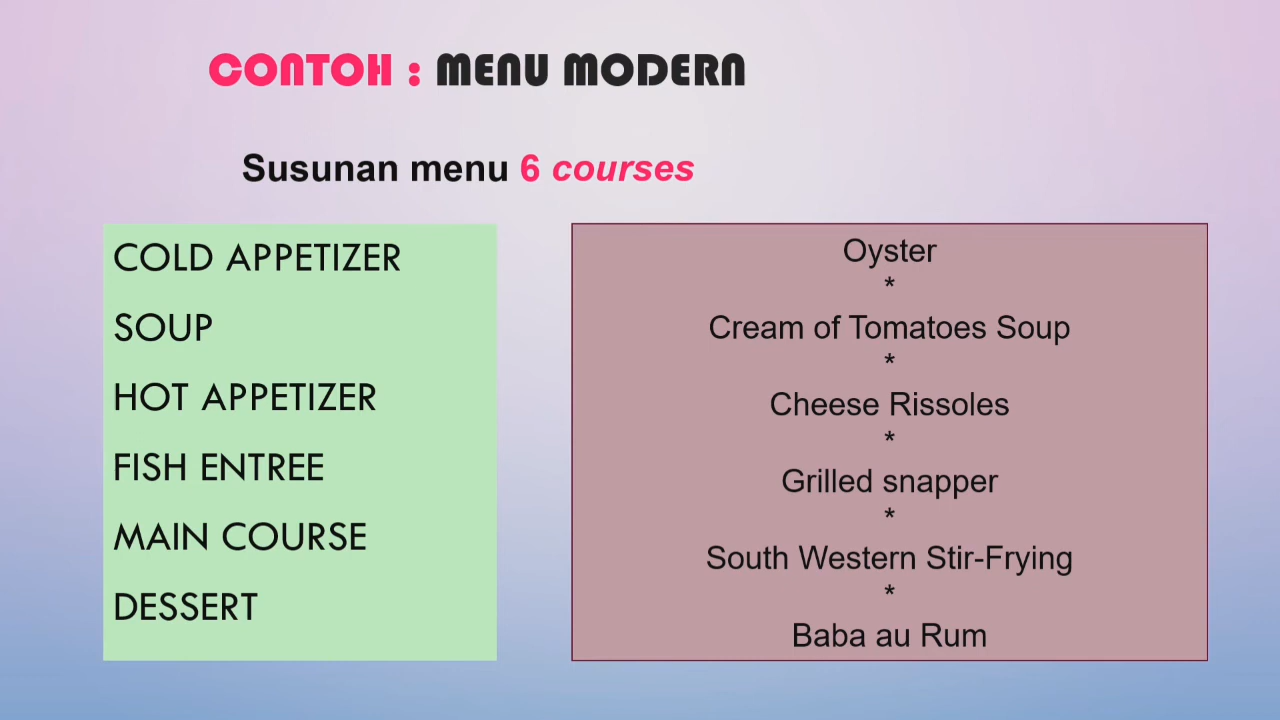 CONTOH : MENU MODERN
Susunan menu 6 courses
COLD APPETIZER
SOUP
HOT APPETIZER
FISH ENTREE
MAIN COURSE
DESSERT
Oyster
*
Cream of Tomatoes Soup
*
Cheese Rissoles
*
Grilled snapper
*
South Western Stir-Frying
*
Baba au Rum